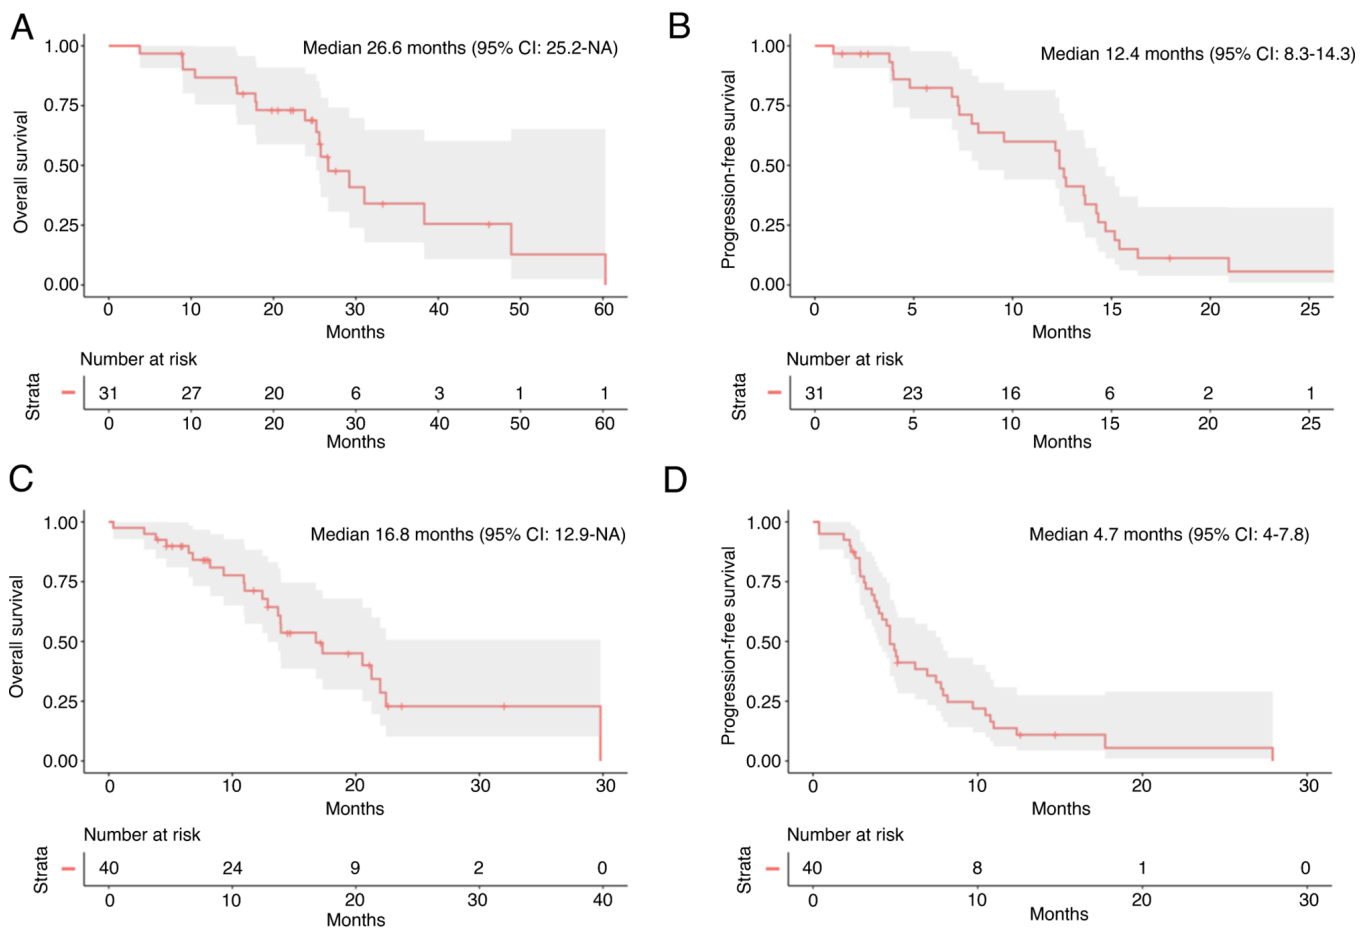 A
Median 26.6 months (95% CI: 25.2-NA)
Overall survival
1.00
0.75
0.50
0.25
0.00
0 10 20 30 40 50 60
Months
Number at risk
Strata
31 27 20 6 3 1 1
0 10 20 30 40 50 60
Months
B
Median 12.4 months (95% CI: 8.3-14.3)
Progression-free survival
1.00
0.75
0.50
0.25
0.00
0 5 10 15 20 25
Months
Number at risk
Strata
31 23 16 6 2 1
0 5 10 15 20 25
Months
C
Median 16.8 months (95% CI: 12.9-NA)
Overall survival
1.00
0.75
0.50
0.25
0.00
0 10 20 30 30
Months
Number at risk
Strata
40 24 9 2 0
0 10 20 30 40
Months
D
Median 4.7 months (95% CI: 4-7.8)
Progression-free survival
1.00
0.75
0.50
0.25
0.00
0 10 20 30
Months
Number at risk
Strata
40 8 1 0
0 10 20 30
Months